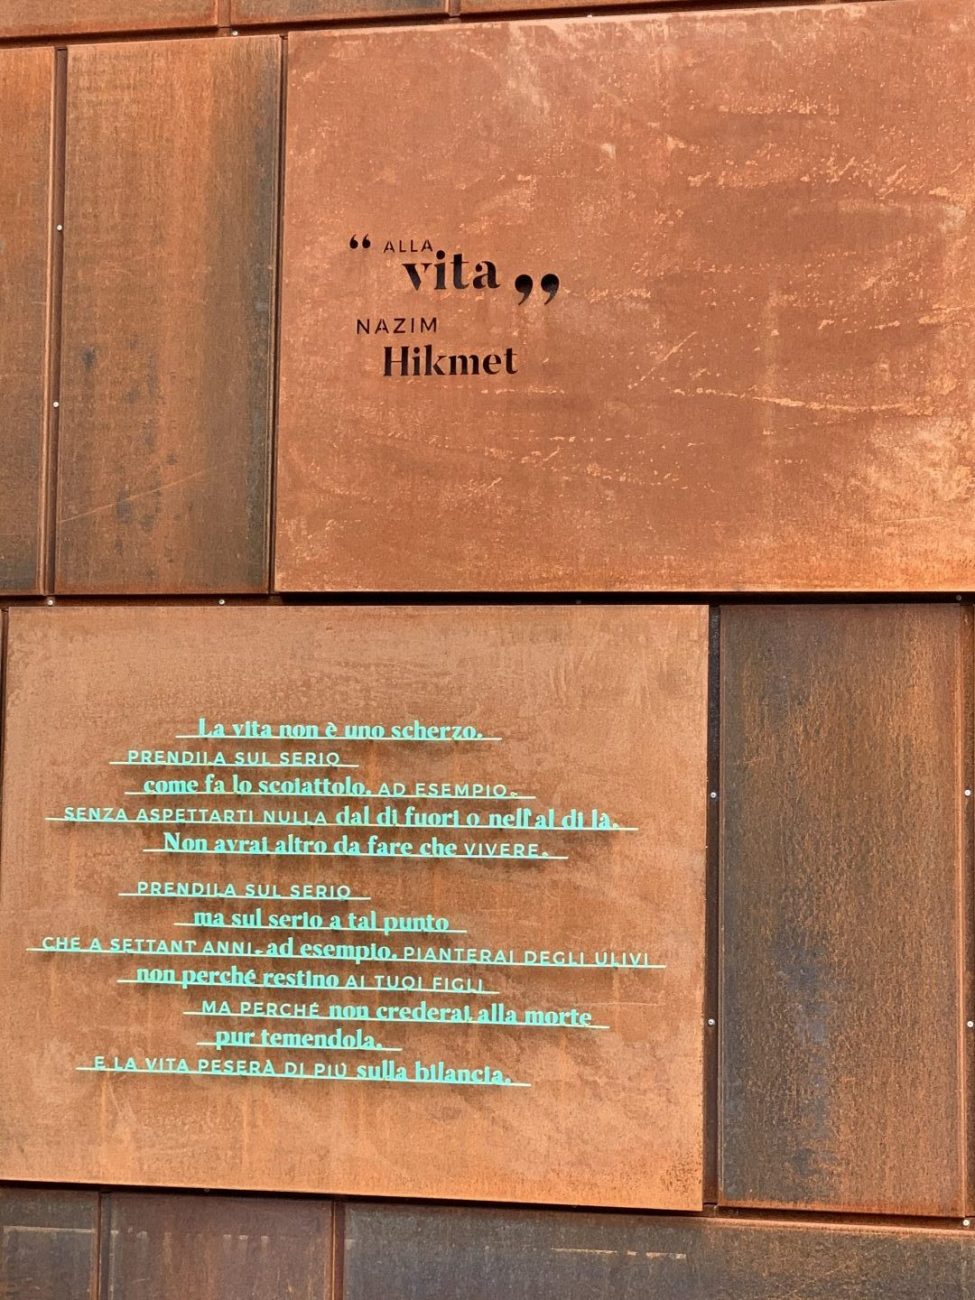 “ ALLA
vita ”
NAZIM
Hikmet
La vita non è uno scherzo.
PRENDILA SUL SERIO
come fa lo scoiattolo, AD ESEMPIO,
SENZA ASPETTARTI NULLA dal di fuori o nell'al di là.
Non avrai altro da fare che VIVERE.
PRENDILA SUL SERIO
ma sul serio a tal punto
CHE A SETTANT'ANNI, ad esempio, PIANTERAI DEGLI ULIVI
non perché restino AI TUOI FIGLI
MA PERCHÉ non crederai alla morte
pur temendola,
E LA VITA PESERÀ DI PIÙ sulla bilancia.